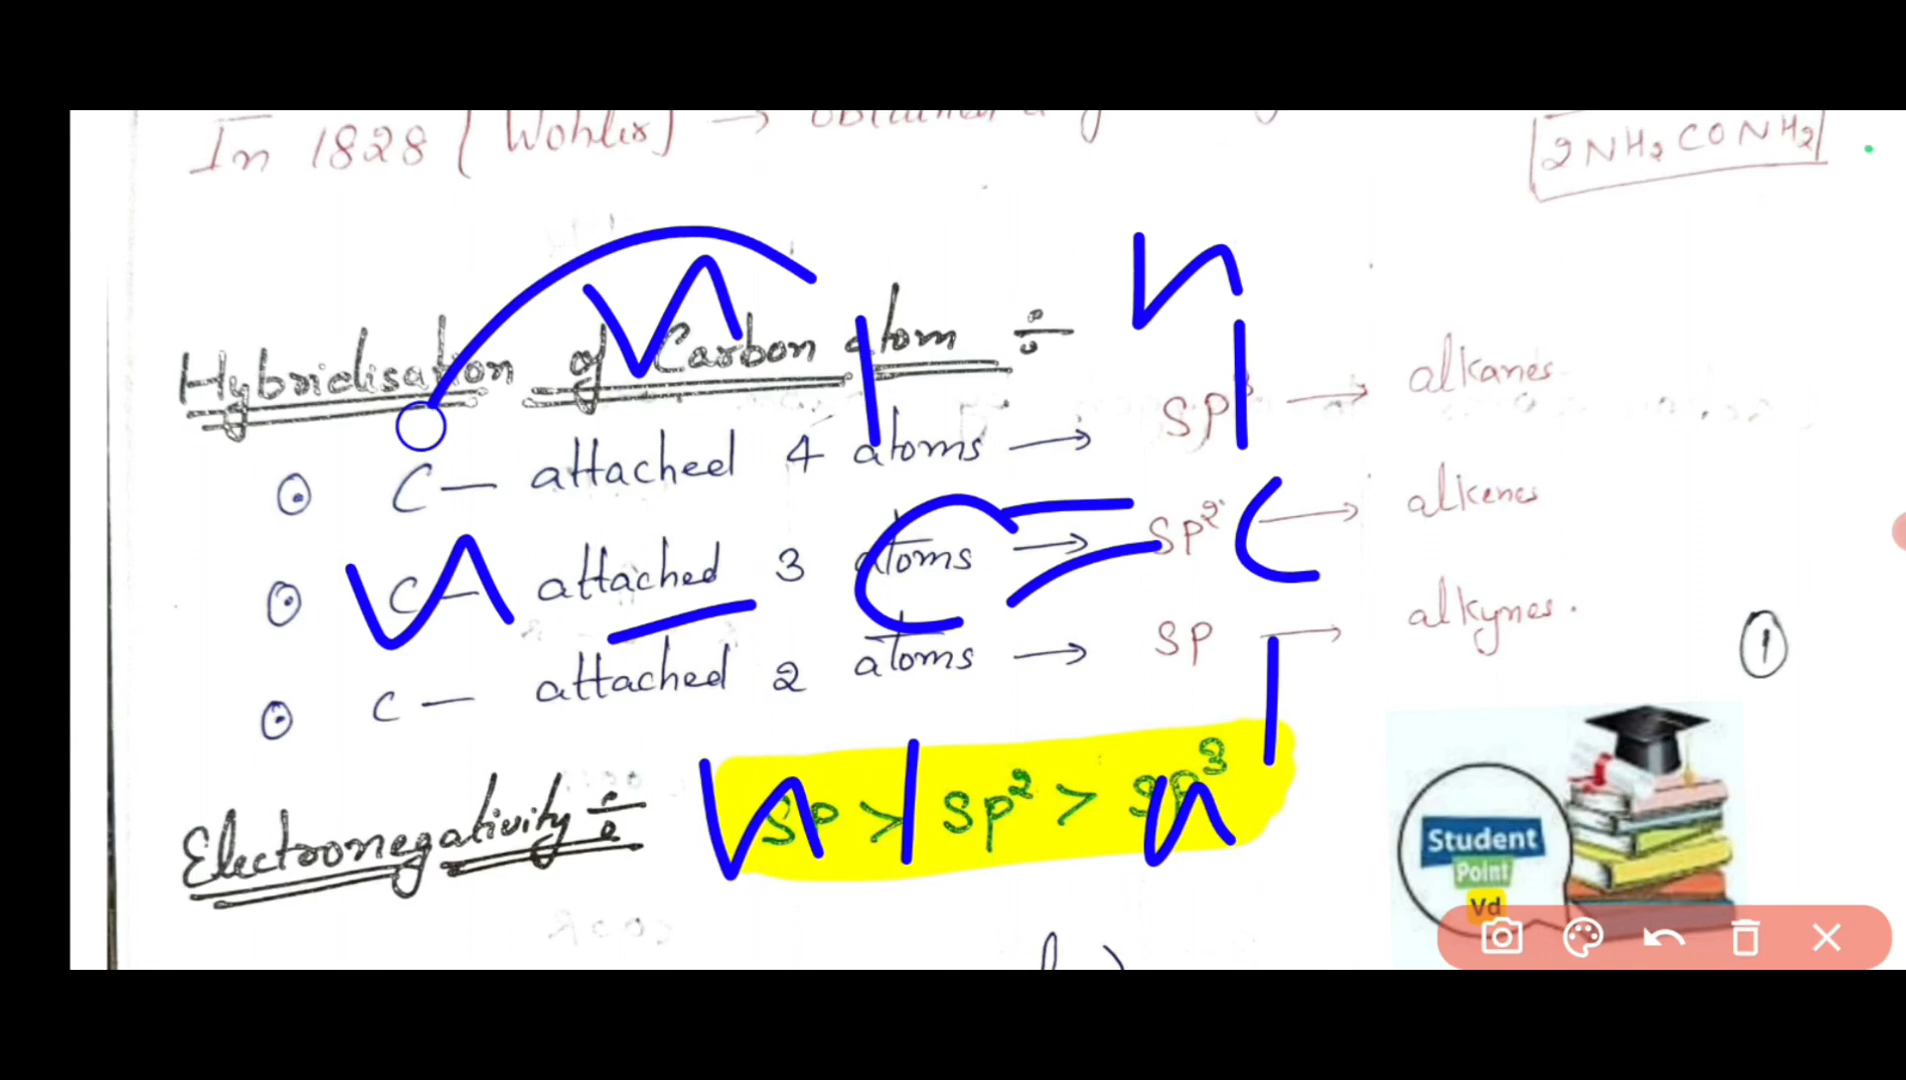 In 1828 (Wohler) →
2NH₂CONH₂
Hybridisation of Carbon atom ÷
⊙ C— attached 4 atoms → SP³ → alkanes
⊙ C— attached 3 atoms → SP² → alkenes
⊙ C— attached 2 atoms → SP → alkynes.
①
Electronegativity ÷ SP > SP² > SP³
Student
Point
Vd